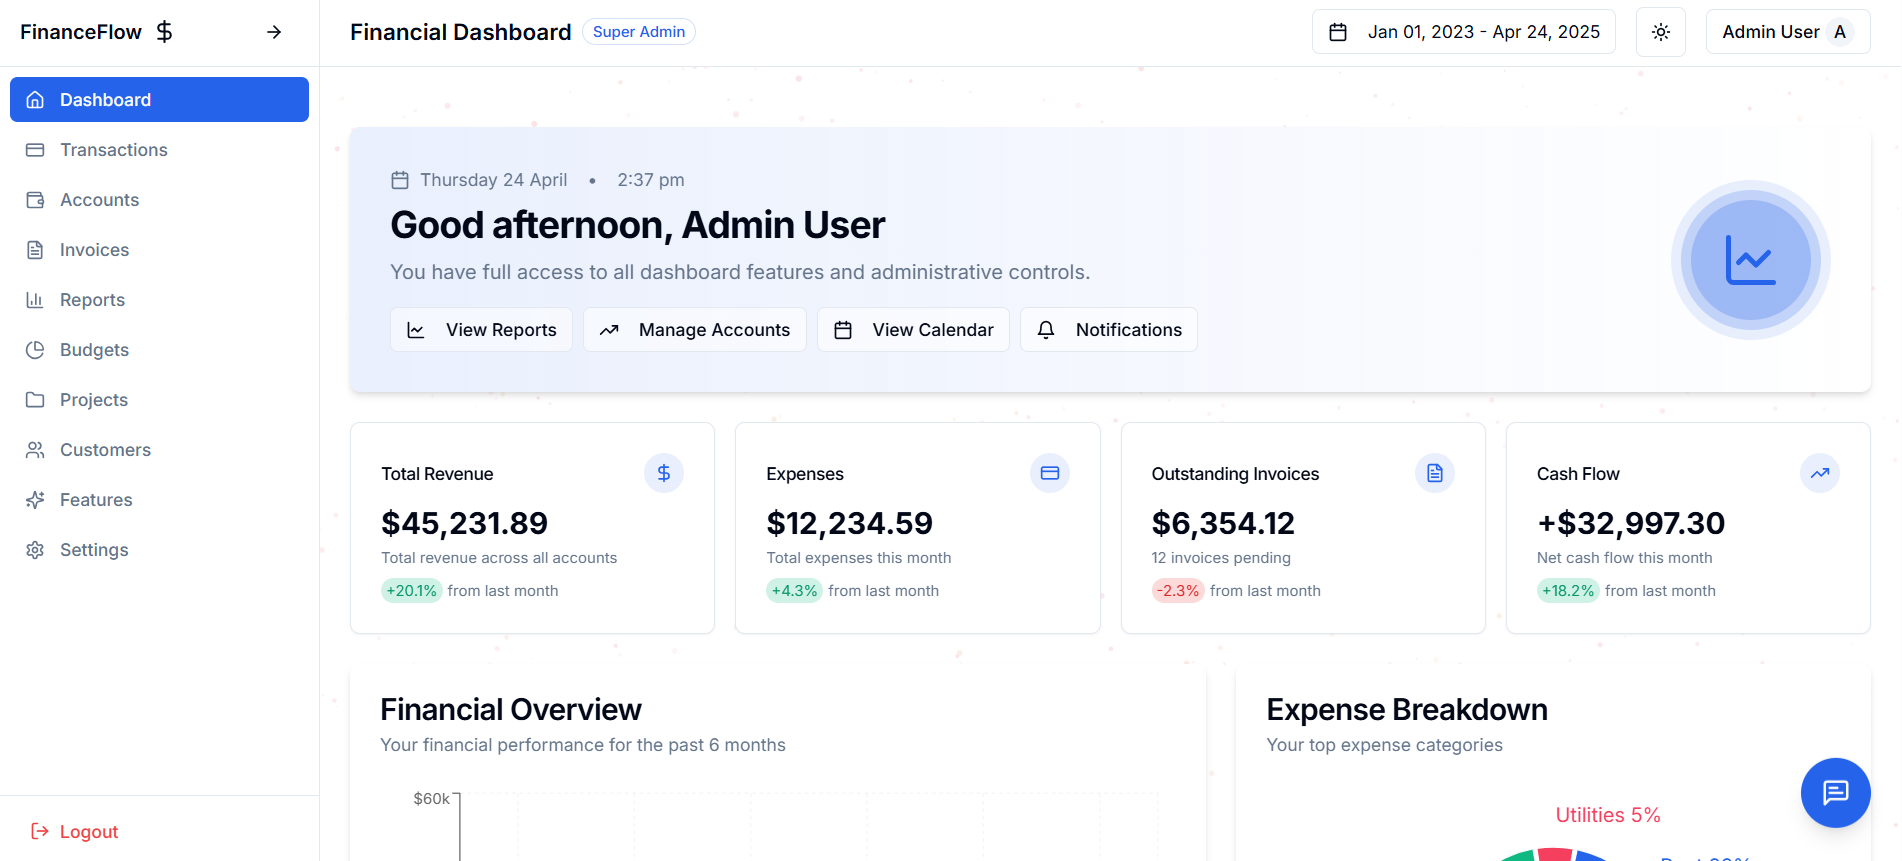 FinanceFlow $
Financial Dashboard
Super Admin
Jan 01, 2023 - Apr 24, 2025
Admin User A
Dashboard
Transactions
Accounts
Invoices
Reports
Budgets
Projects
Customers
Features
Settings
Logout
Thursday 24 April • 2:37 pm
Good afternoon, Admin User
You have full access to all dashboard features and administrative controls.
View Reports
Manage Accounts
View Calendar
Notifications
Total Revenue
$
$45,231.89
Total revenue across all accounts
+20.1% from last month
Expenses
$12,234.59
Total expenses this month
+4.3% from last month
Outstanding Invoices
$6,354.12
12 invoices pending
-2.3% from last month
Cash Flow
+$32,997.30
Net cash flow this month
+18.2% from last month
Financial Overview
Your financial performance for the past 6 months
$60k
Expense Breakdown
Your top expense categories
Utilities 5%